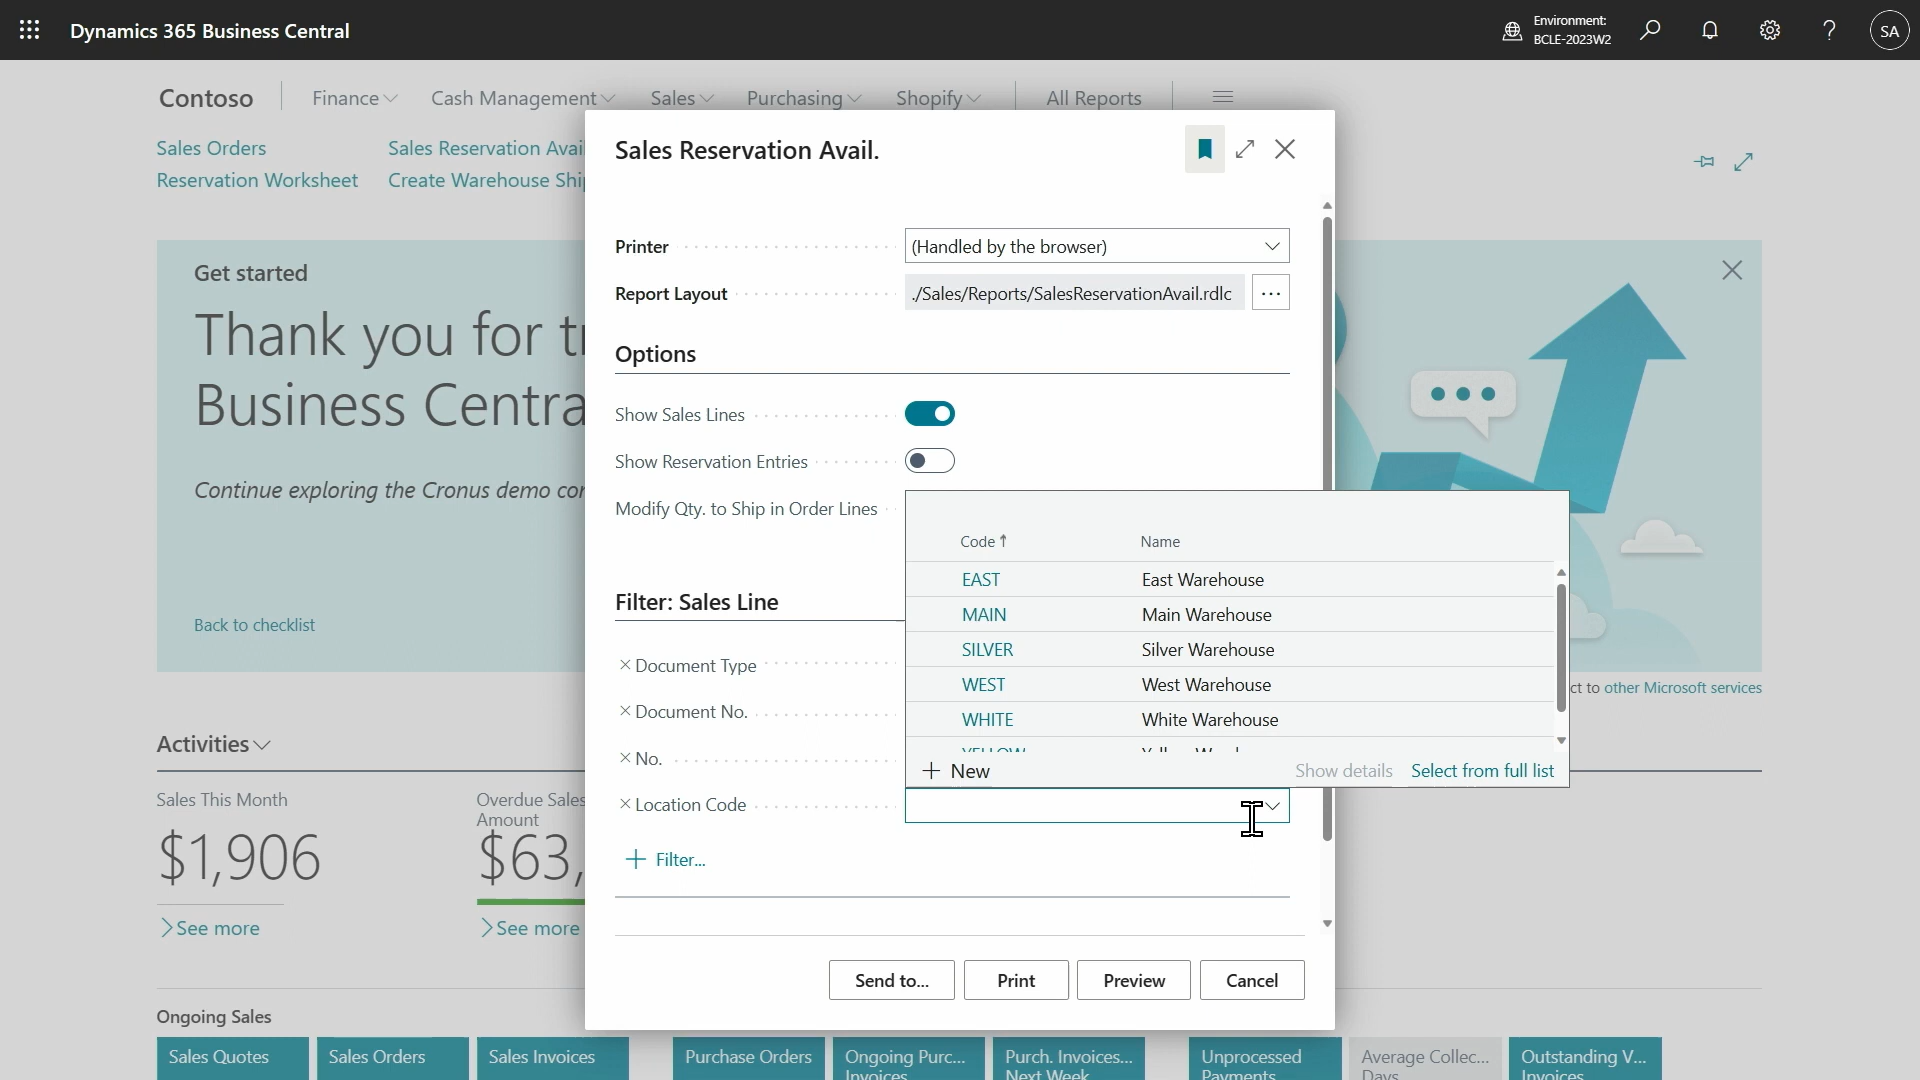 Dynamics 365 Business Central
Environment:
BCLE-2023W2
?
SA
Contoso
Finance
Cash Management
Sales
Purchasing
Shopify
All Reports
Sales Orders
Sales Reservation Avai
Reservation Worksheet
Create Warehouse Shi
Get started
Thank you for t
Business Centra
Continue exploring the Cronus demo co
Back to checklist
ct to other Microsoft services
Sales Reservation Avail.
Printer
(Handled by the browser)
Report Layout
./Sales/Reports/SalesReservationAvail.rdlc
...
Options
Show Sales Lines
Show Reservation Entries
Modify Qty. to Ship in Order Lines
Filter: Sales Line
Document Type
Document No.
No.
Location Code
Filter...
Code Name
EAST East Warehouse
MAIN Main Warehouse
SILVER Silver Warehouse
WEST West Warehouse
WHITE White Warehouse
New
Show details
Select from full list
Send to...
Print
Preview
Cancel
Activities
Sales This Month
$1,906
See more
Overdue Sales
Amount
$63,
See more
Ongoing Sales
Sales Quotes
Sales Orders
Sales Invoices
Purchase Orders
Ongoing Purc...
Invoices
Purch. Invoices...
Next Week
Unprocessed
Payments
Average Collec...
Days
Outstanding V...
Invoices